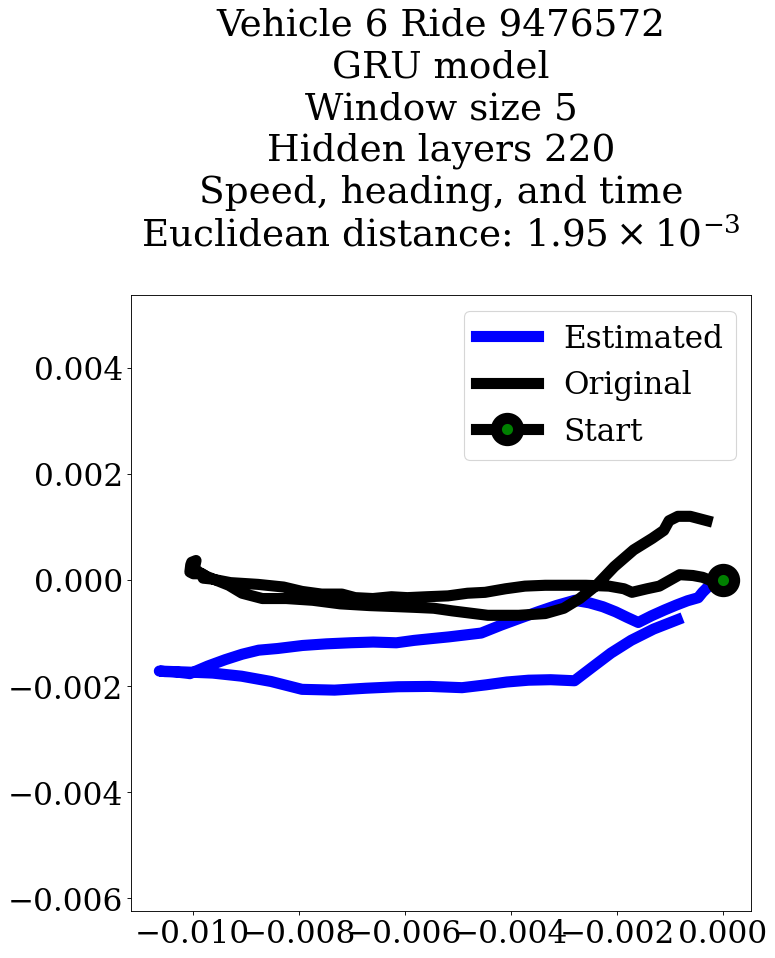 Vehicle 6 Ride 9476572
GRU model
Window size 5
Hidden layers 220
Speed, heading, and time
Euclidean distance: 1.95 × 10⁻³
Estimated
Original
Start
0.004
0.002
0.000
−0.002
−0.004
−0.006
−0.010 −0.008 −0.006 −0.004 −0.002 0.000